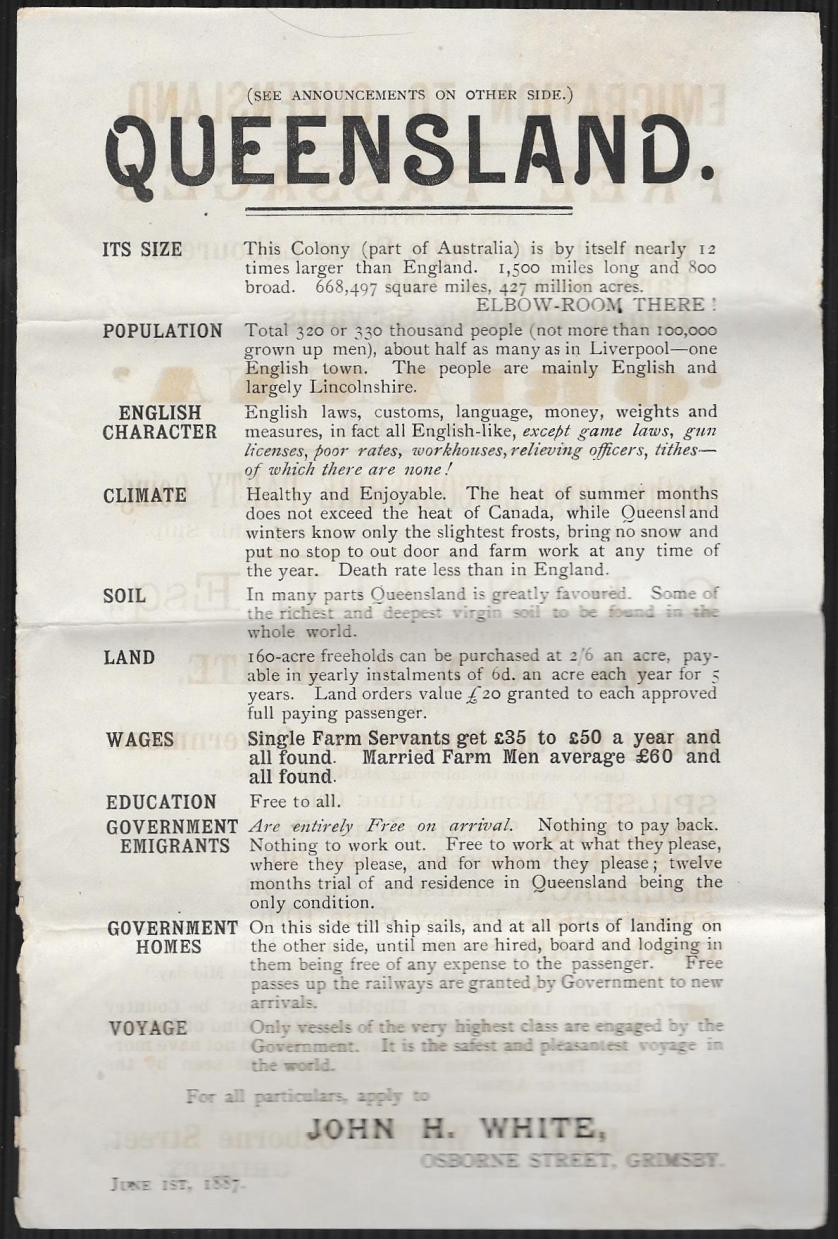 (SEE ANNOUNCEMENTS ON OTHER SIDE.)
QUEENSLAND.
ITS SIZE This Colony (part of Australia) is by itself nearly 12
times larger than England. 1,500 miles long and 800
broad. 668,497 square miles, 427 million acres.
ELBOW-ROOM THERE !
POPULATION Total 320 or 330 thousand people (not more than 100,000
grown up men), about half as many as in Liverpool—one
English town. The people are mainly English and
largely Lincolnshire.
ENGLISH English laws, customs, language, money, weights and
CHARACTER measures, in fact all English-like, except game laws, gun
licenses, poor rates, workhouses, relieving officers, tithes—
of which there are none!
CLIMATE Healthy and Enjoyable. The heat of summer months
does not exceed the heat of Canada, while Queensland
winters know only the slightest frosts, bring no snow and
put no stop to out door and farm work at any time of
the year. Death rate less than in England.
SOIL In many parts Queensland is greatly favoured. Some of
the richest and deepest virgin soil to be found in the
whole world.
LAND 160-acre freeholds can be purchased at 2/6 an acre, pay-
able in yearly instalments of 6d. an acre each year for 5
years. Land orders value £20 granted to each approved
full paying passenger.
WAGES Single Farm Servants get £35 to £50 a year and
all found. Married Farm Men average £60 and
all found.
EDUCATION Free to all.
GOVERNMENT Are entirely Free on arrival. Nothing to pay back.
EMIGRANTS Nothing to work out. Free to work at what they please,
where they please, and for whom they please; twelve
months trial of and residence in Queensland being the
only condition.
GOVERNMENT On this side till ship sails, and at all ports of landing on
HOMES the other side, until men are hired, board and lodging in
them being free of any expense to the passenger. Free
passes up the railways are granted by Government to new
arrivals.
VOYAGE Only vessels of the very highest class are engaged by the
Government. It is the safest and pleasantest voyage in
the world.
For all particulars, apply to
JOHN H. WHITE,
OSBORNE STREET, GRIMSBY.
JUNE 1ST, 1887.